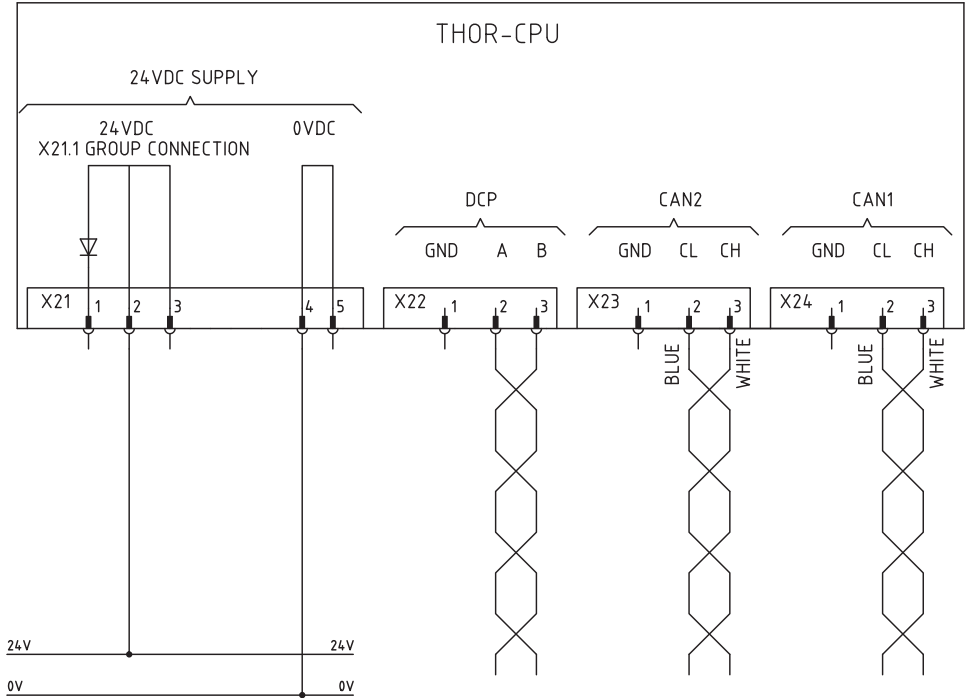 THOR-CPU
24VDC SUPPLY
24VDC
0VDC
X21.1 GROUP CONNECTION
DCP
CAN2
CAN1
GND A B
GND CL CH
GND CL CH
X21 1 2 3 4 5
X22 1 2 3
X23 1 2 3
X24 1 2 3
BLUE
WHITE
BLUE
WHITE
24V 24V
0V 0V